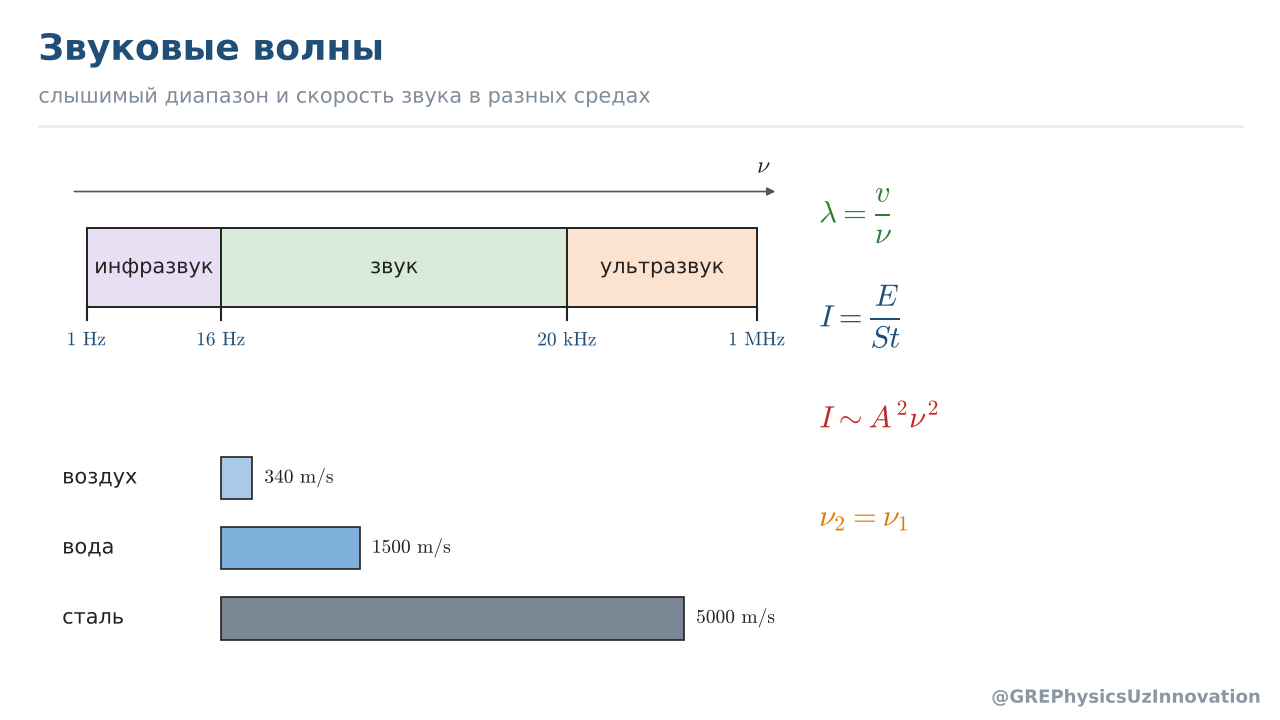 Звуковые волны
слышимый диапазон и скорость звука в разных средах
ν
инфразвук звук ультразвук
1 Hz 16 Hz 20 kHz 1 MHz
λ = v/ν
I = E/St
I ~ A²ν²
ν₂ = ν₁
воздух 340 m/s
вода 1500 m/s
сталь 5000 m/s
@GREPhysicsUzInnovation